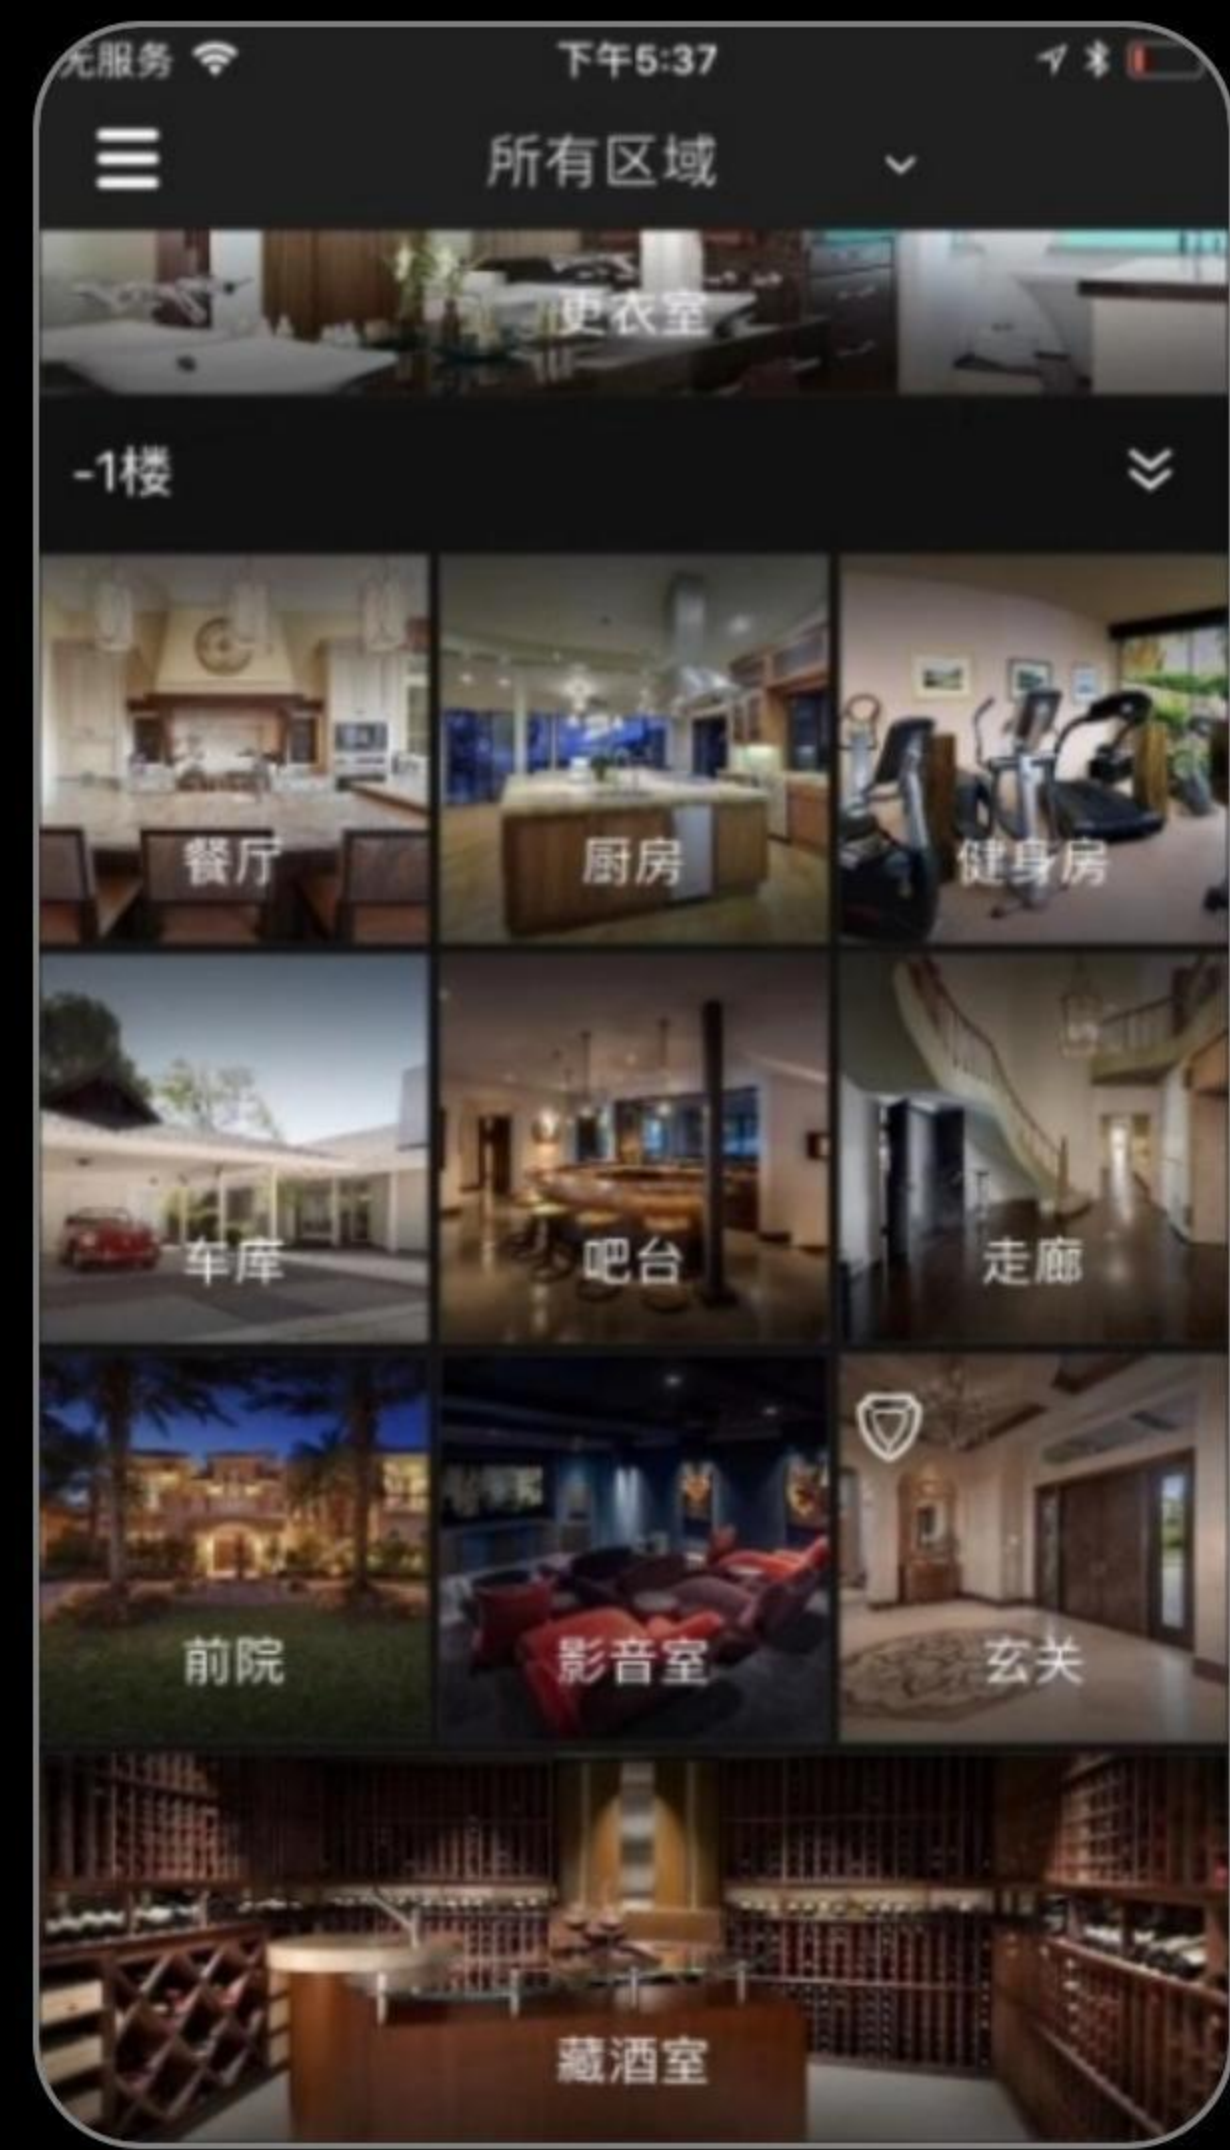 无服务 下午5:37
所有区域
更衣室
-1楼
餐厅 厨房 健身房
车库 吧台 走廊
前院 影音室 玄关
藏酒室